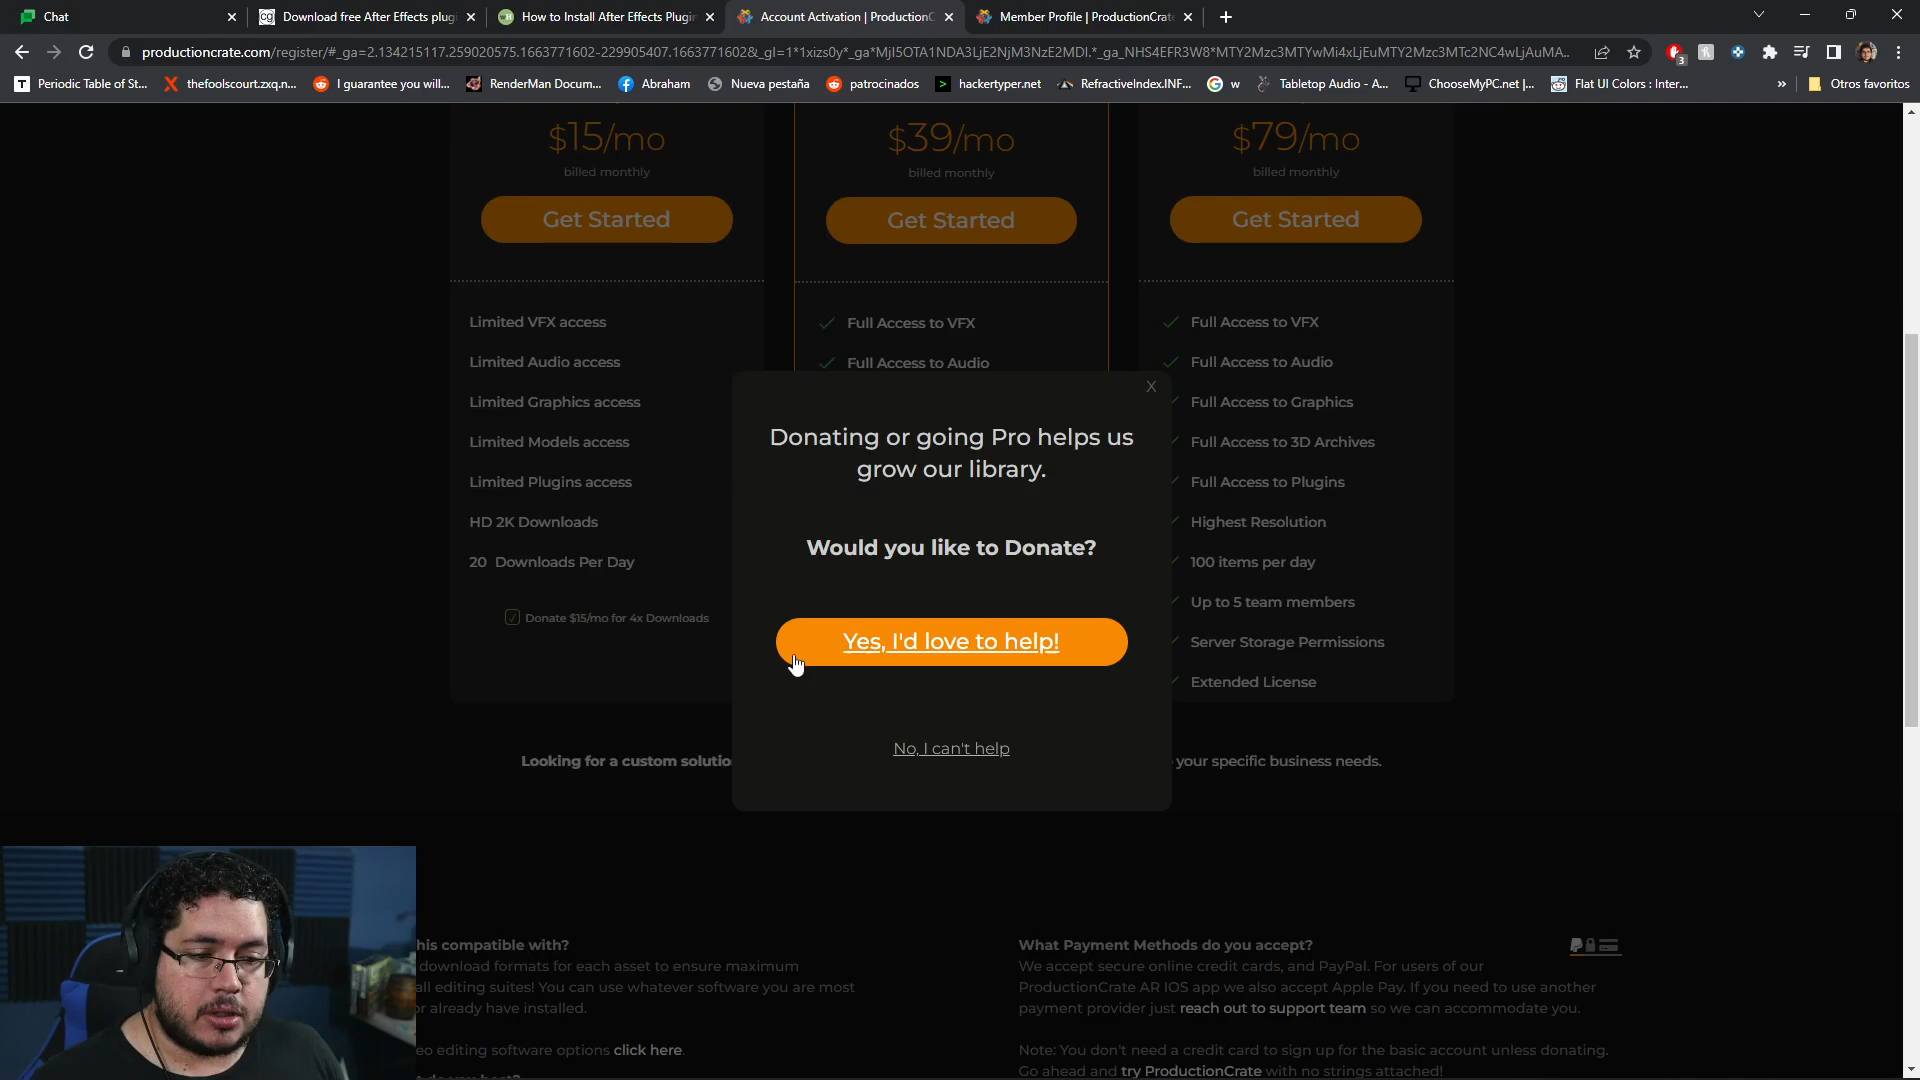 Chat
Download free After Effects plug
How to Install After Effects Plugin
Account Activation | ProductionC
Member Profile | ProductionCrate
productioncrate.com/register/#_ga=2.134215117.259020575.1663771602-229905407.1663771602&_gl=1*1xizs0y*_ga*MjI5OTA1NDA3LjE2NjM3NzE2MDI.*_ga_NHS4EFR3W8*MTY2Mzc3MTYwMi4xLjEuMTY2Mzc3MTc2NC4wLjAuMA...
3
Periodic Table of St...
thefoolscourt.zxq.n...
I guarantee you will...
RenderMan Docum...
Abraham
Nueva pestaña
patrocinados
hackertyper.net
RefractiveIndex.INF...
w
Tabletop Audio - A...
ChooseMyPC.net |...
Flat UI Colors : Inter...
»
Otros favoritos
$15/mo
billed monthly
Get Started
$39/mo
billed monthly
Get Started
$79/mo
billed monthly
Get Started
Limited VFX access
Limited Audio access
Limited Graphics access
Limited Models access
Limited Plugins access
HD 2K Downloads
20 Downloads Per Day
Donate $15/mo for 4x Downloads
Full Access to VFX
Full Access to Audio
Full Access to VFX
Full Access to Audio
Full Access to Graphics
Full Access to 3D Archives
Full Access to Plugins
Highest Resolution
100 items per day
Up to 5 team members
Server Storage Permissions
Extended License
X
Donating or going Pro helps us
grow our library.
Would you like to Donate?
Yes, I'd love to help!
No, I can't help
Looking for a custom solutio
your specific business needs.
his compatible with?
download formats for each asset to ensure maximum
all editing suites! You can use whatever software you are most
or already have installed.
eo editing software options click here.
What Payment Methods do you accept?
We accept secure online credit cards, and PayPal. For users of our
ProductionCrate AR IOS app we also accept Apple Pay. If you need to use another
payment provider just reach out to support team so we can accommodate you.
Note: You don't need a credit card to sign up for the basic account unless donating.
Go ahead and try ProductionCrate with no strings attached!